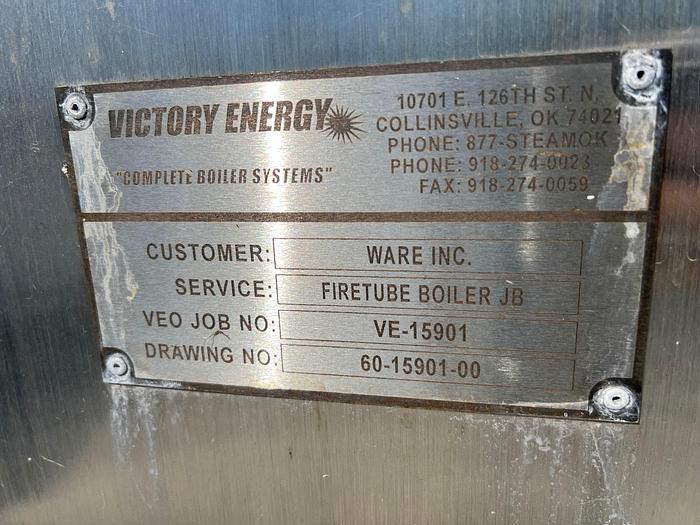 VICTORY ENERGY
"COMPLETE BOILER SYSTEMS"
10701 E. 126TH ST. N.
COLLINSVILLE, OK 74021
PHONE: 877-STEAMOK
PHONE: 918-274-0023
FAX: 918-274-0059
CUSTOMER: WARE INC.
SERVICE: FIRETUBE BOILER JB
VEO JOB NO: VE-15901
DRAWING NO: 60-15901-00